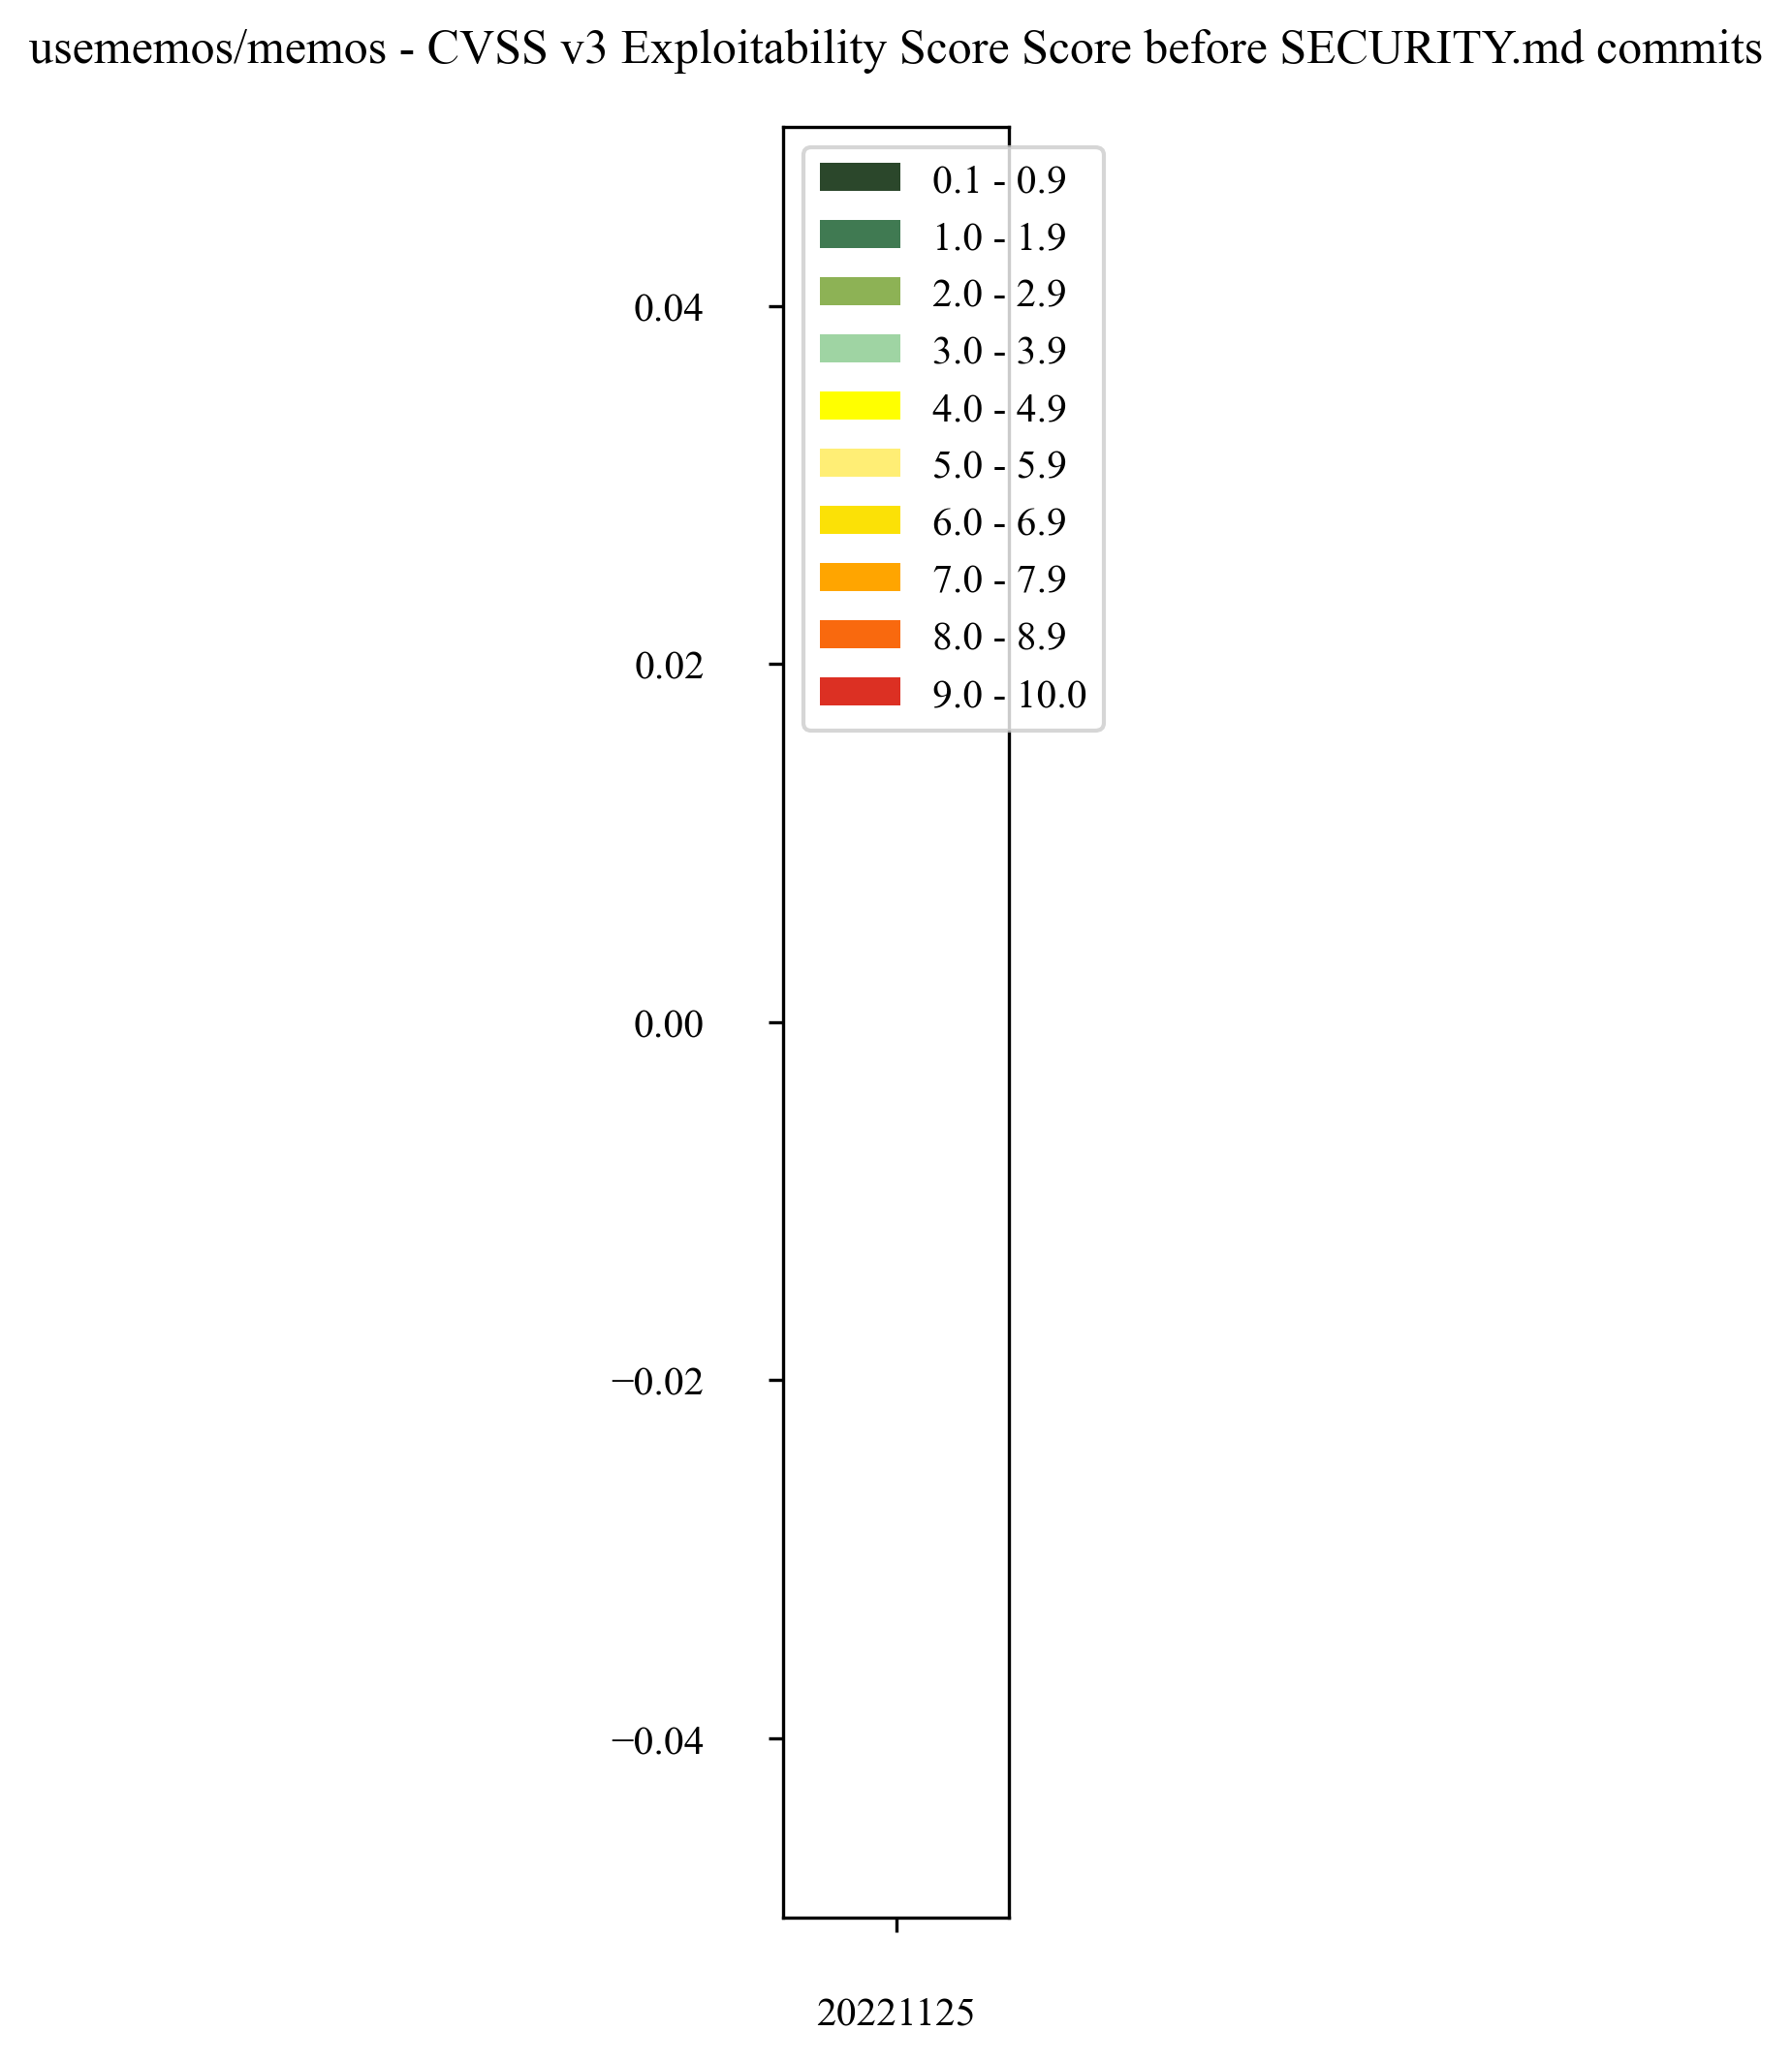 usememos/memos - CVSS v3 Exploitability Score Score before SECURITY.md commits
0.1 - 0.9
1.0 - 1.9
2.0 - 2.9
3.0 - 3.9
4.0 - 4.9
5.0 - 5.9
6.0 - 6.9
7.0 - 7.9
8.0 - 8.9
9.0 - 10.0
0.04
0.02
0.00
−0.02
−0.04
20221125